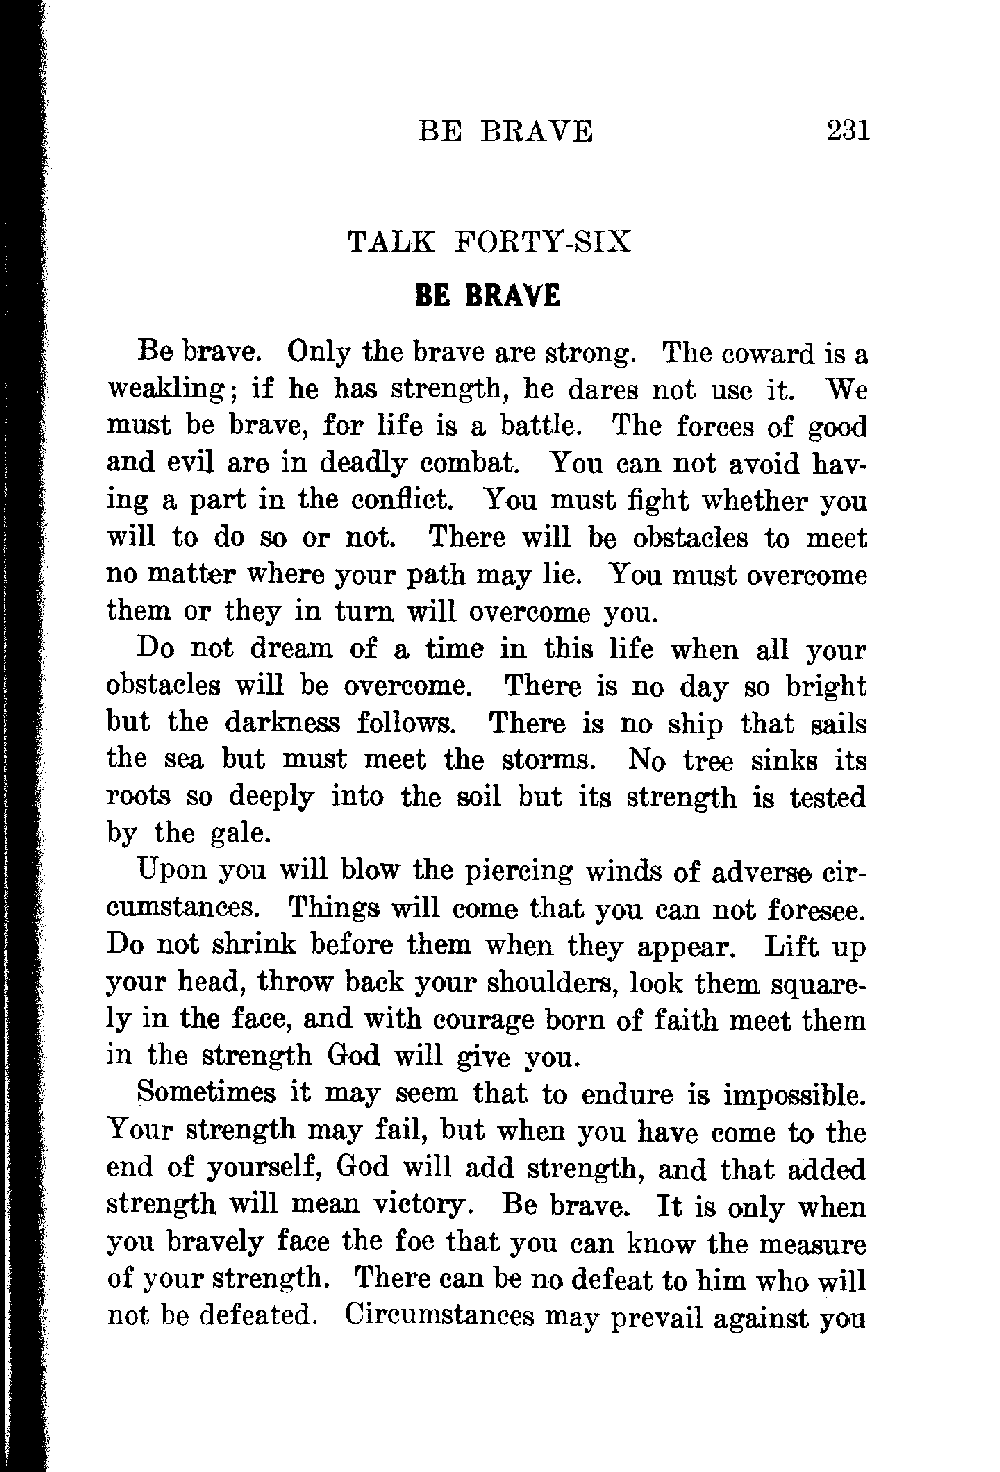 BE BRAVE 231
TALK FORTY-SIX
BE BRAVE
Be brave. Only the brave are strong. The coward is a
weakling; if he has strength, he dares not use it. We
must be brave, for life is a battle. The forces of good
and evil are in deadly combat. You can not avoid hav-
ing a part in the conflict. You must fight whether you
will to do so or not. There will be obstacles to meet
no matter where your path may lie. You must overcome
them or they in turn will overcome you.
Do not dream of a time in this life when all your
obstacles will be overcome. There is no day so bright
but the darkness follows. There is no ship that sails
the sea but must meet the storms. No tree sinks its
roots so deeply into the soil but its strength is tested
by the gale.
Upon you will blow the piercing winds of adverse cir-
cumstances. Things will come that you can not foresee.
Do not shrink before them when they appear. Lift up
your head, throw back your shoulders, look them square-
ly in the face, and with courage born of faith meet them
in the strength God will give you.
Sometimes it may seem that to endure is impossible.
Your strength may fail, but when you have come to the
end of yourself, God will add strength, and that added
strength will mean victory. Be brave. It is only when
you bravely face the foe that you can know the measure
of your strength. There can be no defeat to him who will
not be defeated. Circumstances may prevail against you